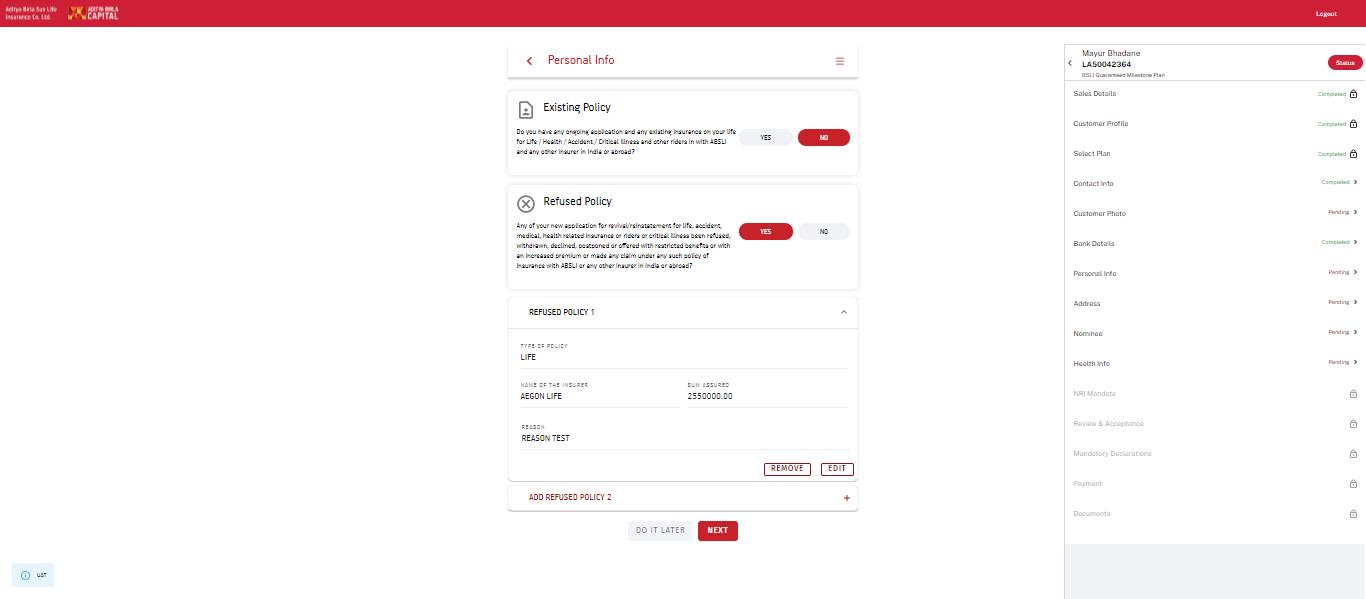 Aditya Birla Sun Life
Insurance Co. Ltd.
ADITYA BIRLA
CAPITAL
Logout
Personal Info
Existing Policy
Do you have any ongoing application and any existing insurance on your life
for Life / Health / Accident / Critical Illness and other riders in with ABSLI
and any other insurer in India or abroad?
YES
NO
Refused Policy
Any of your new application for revival/reinstatement for life, accident,
medical, health related insurance or riders or critical illness been refused,
withdrawn, declined, postponed or offered with restricted benefits or with
an increased premium or made any claim under any such policy of
insurance with ABSLI or any other insurer in India or abroad?
YES
NO
REFUSED POLICY 1
TYPE OF POLICY
LIFE
NAME OF THE INSURER
AEGON LIFE
SUM ASSURED
2550000.00
REASON
REASON TEST
REMOVE
EDIT
ADD REFUSED POLICY 2
+
DO IT LATER
NEXT
UAT
Mayur Bhadane
LA50042364
BSLI Guaranteed Milestone Plan
Status
Sales Details Completed
Customer Profile Completed
Select Plan Completed
Contact Info Completed
Customer Photo Pending
Bank Details Completed
Personal Info Pending
Address Pending
Nominee Pending
Health Info Pending
NRI Mandate
Review & Acceptance
Mandatory Declarations
Payment
Documents